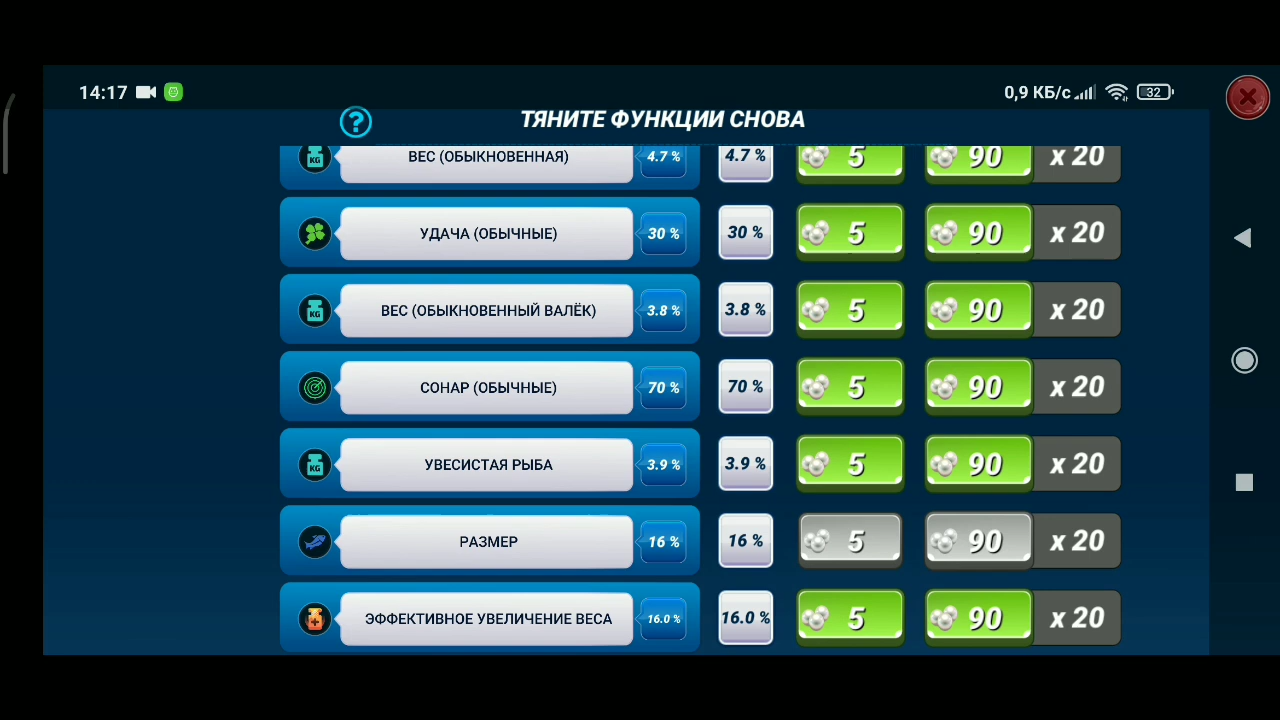 14:17 0,9 КБ/с 32
? ТЯНИТЕ ФУНКЦИИ СНОВА
KG ВЕС (ОБЫКНОВЕННАЯ) 4.7 % 4.7 % 5 90 x 20
УДАЧА (ОБЫЧНЫЕ) 30 % 30 % 5 90 x 20
KG ВЕС (ОБЫКНОВЕННЫЙ ВАЛЁК) 3.8 % 3.8 % 5 90 x 20
СОНАР (ОБЫЧНЫЕ) 70 % 70 % 5 90 x 20
KG УВЕСИСТАЯ РЫБА 3.9 % 3.9 % 5 90 x 20
РАЗМЕР 16 % 16 % 5 90 x 20
ЭФФЕКТИВНОЕ УВЕЛИЧЕНИЕ ВЕСА 16.0 % 16.0 % 5 90 x 20